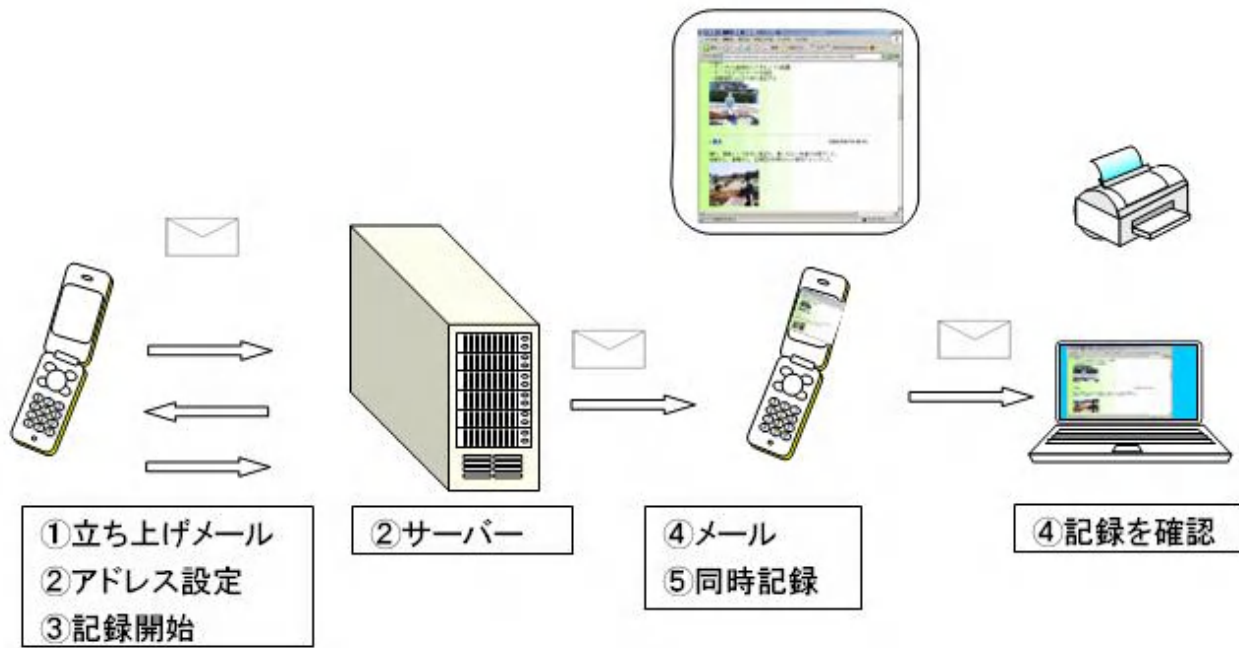 ①立ち上げメール
②アドレス設定
③記録開始
②サーバー
④メール
⑤同時記録
④記録を確認